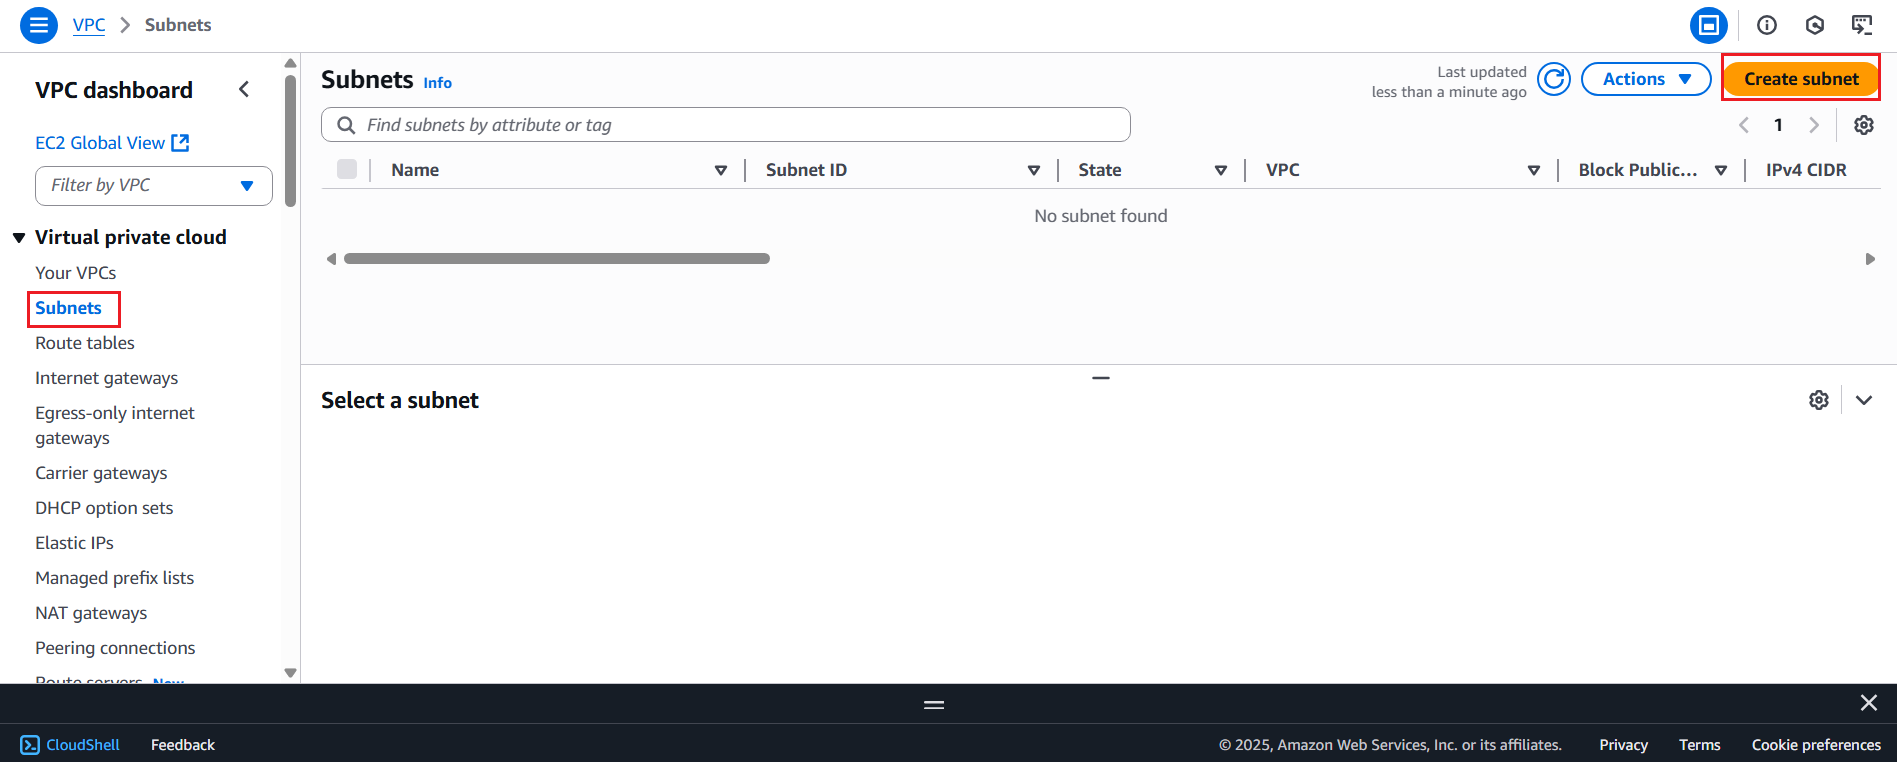 VPC > Subnets
VPC dashboard
EC2 Global View
Filter by VPC
Virtual private cloud
Your VPCs
Subnets
Route tables
Internet gateways
Egress-only internet
gateways
Carrier gateways
DHCP option sets
Elastic IPs
Managed prefix lists
NAT gateways
Peering connections
Route servers New
Subnets Info
Last updated
less than a minute ago
Actions
Create subnet
Find subnets by attribute or tag
1
Name Subnet ID State VPC Block Public... IPv4 CIDR
No subnet found
Select a subnet
CloudShell Feedback © 2025, Amazon Web Services, Inc. or its affiliates. Privacy Terms Cookie preferences